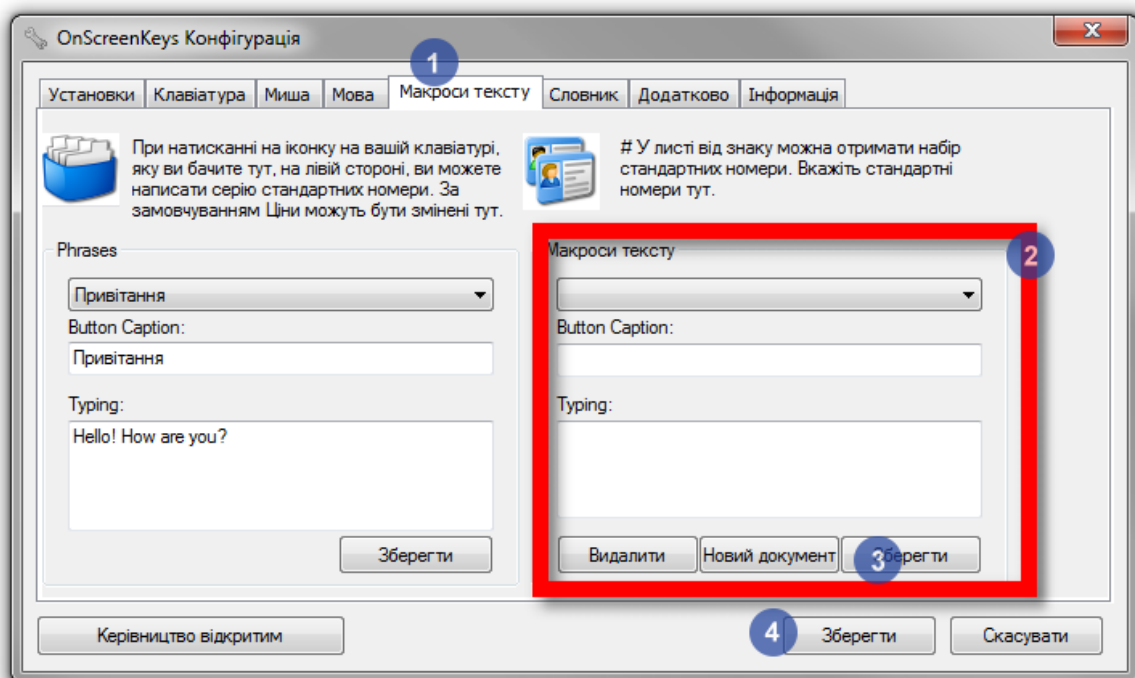 OnScreenKeys Конфігурація
1
Установки Клавіатура Миша Мова Макроси тексту Словник Додатково Інформація
При натисканні на іконку на вашій клавіатурі,
яку ви бачите тут, на лівій стороні, ви можете
написати серію стандартних номери. За
замовчуванням Ціни можуть бути змінені тут.
# У листі від знаку можна отримати набір
стандартних номери. Вкажіть стандартні
номери тут.
Phrases
Привітання
Button Caption:
Привітання
Typing:
Hello! How are you?
Зберегти
Макроси тексту
2
Button Caption:
Typing:
Видалити Новий документ Зберегти
3
Керівництво відкритим
4
Зберегти
Скасувати